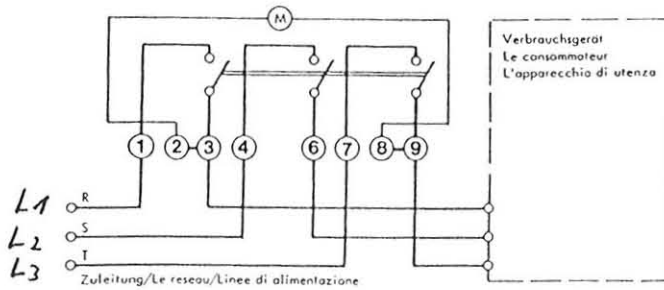 M
Verbrauchsgerät
Le consommateur
L'apparecchio di utenza
1 2 3 4 6 7 8 9
L1 R
L2 S
L3 T
Zuleitung/Le reseau/Linee di alimentazione